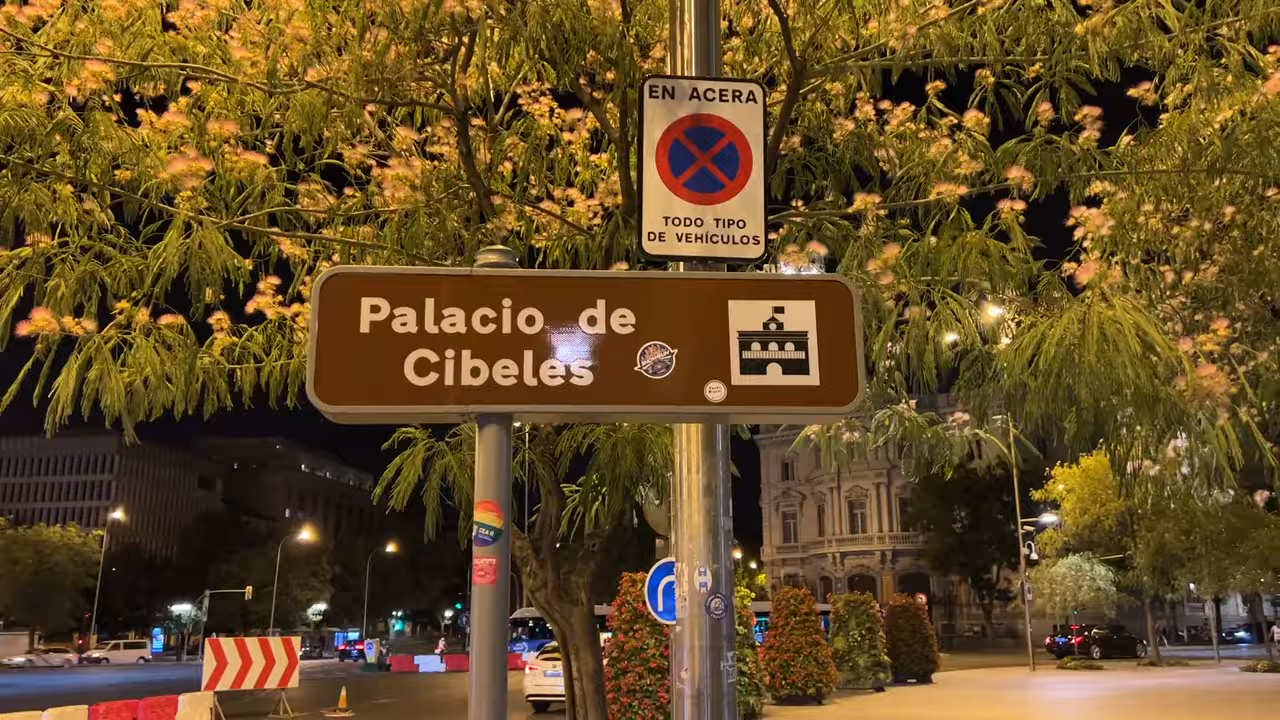 EN ACERA
TODO TIPO
DE VEHÍCULOS
Palacio de
Cibeles